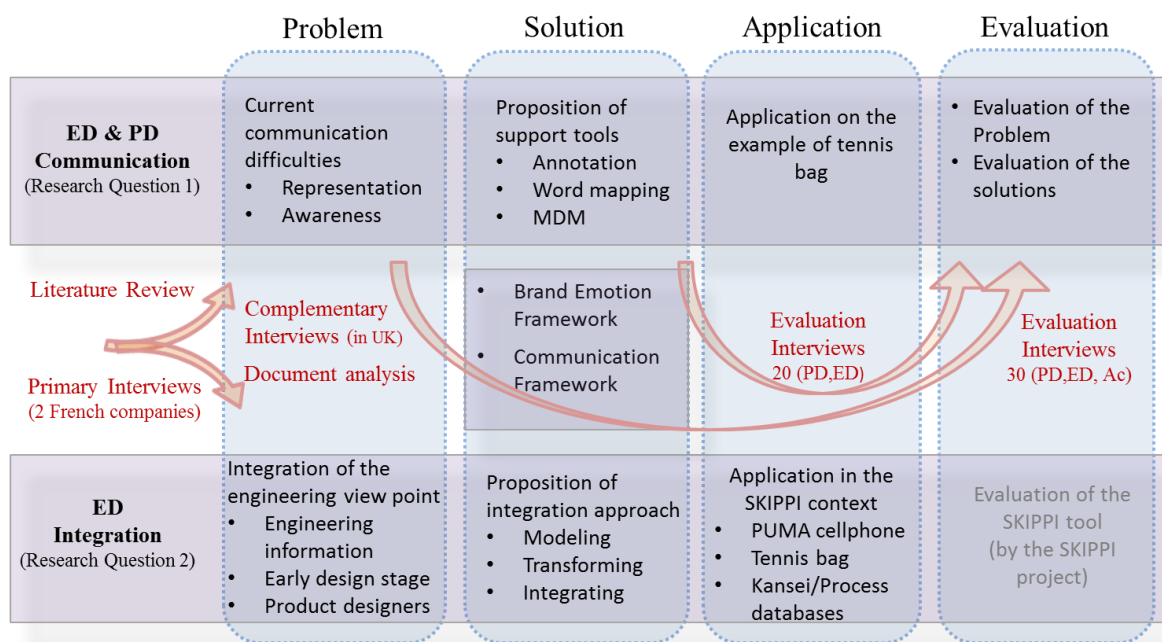 Problem
Solution
Application
Evaluation
ED & PD
Communication
(Research Question 1)
Current
communication
difficulties
• Representation
• Awareness
Proposition of
support tools
• Annotation
• Word mapping
• MDM
Application on the
example of tennis
bag
• Evaluation of the
Problem
• Evaluation of the
solutions
Literature Review
Primary Interviews
(2 French companies)
Complementary
Interviews (in UK)
Document analysis
• Brand Emotion
Framework
• Communication
Framework
Evaluation
Interviews
20 (PD,ED)
Evaluation
Interviews
30 (PD,ED, Ac)
ED
Integration
(Research Question 2)
Integration of the
engineering view point
• Engineering
information
• Early design stage
• Product designers
Proposition of
integration approach
• Modeling
• Transforming
• Integrating
Application in the
SKIPPI context
• PUMA cellphone
• Tennis bag
• Kansei/Process
databases
Evaluation of the
SKIPPI tool
(by the SKIPPI
project)